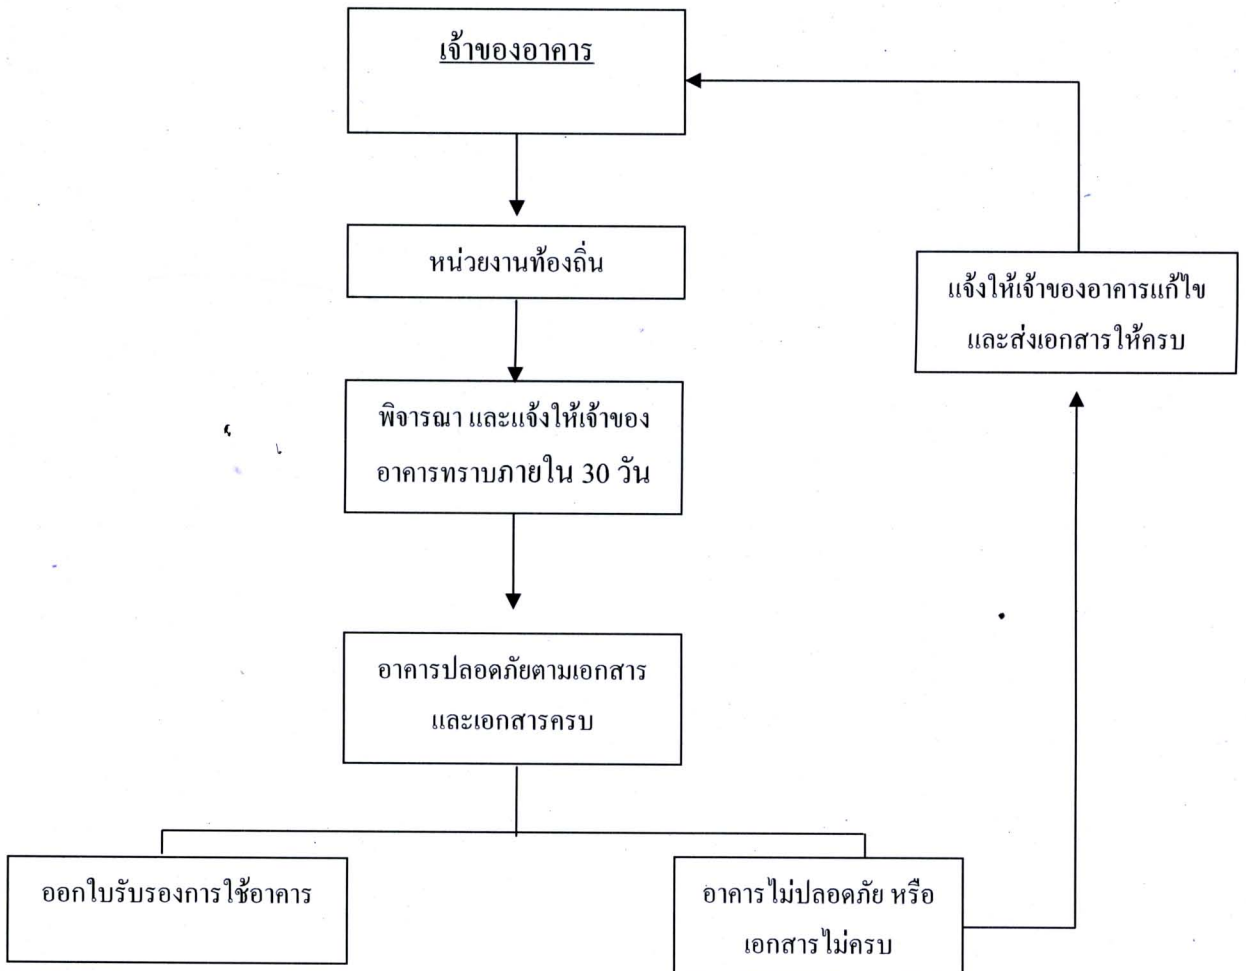 เจ้าของอาคาร
หน่วยงานท้องถิ่น
แจ้งให้เจ้าของอาคารแก้ไข
และส่งเอกสารให้ครบ
พิจารณา และแจ้งให้เจ้าของ
อาคารทราบภายใน 30 วัน
อาคารปลอดภัยตามเอกสาร
และเอกสารครบ
ออกใบรับรองการใช้อาคาร
อาคารไม่ปลอดภัย หรือ
เอกสารไม่ครบ